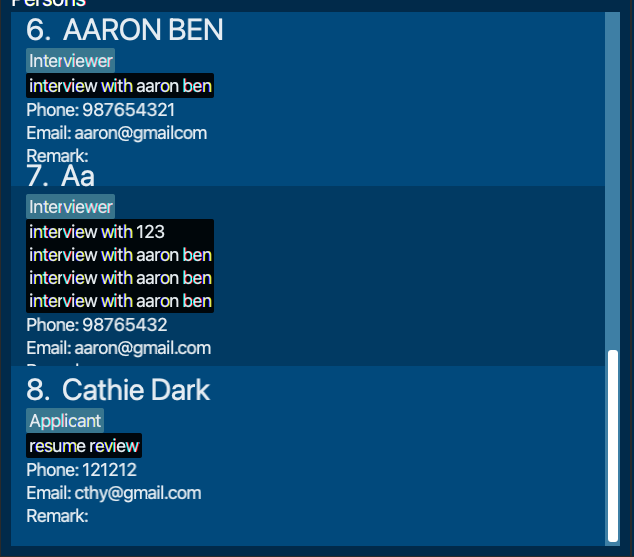 Persons
6. AARON BEN
Interviewer
interview with aaron ben
Phone: 987654321
Email: aaron@gmailcom
Remark:
7. Aa
Interviewer
interview with 123
interview with aaron ben
interview with aaron ben
interview with aaron ben
Phone: 98765432
Email: aaron@gmail.com
8. Cathie Dark
Applicant
resume review
Phone: 121212
Email: cthy@gmail.com
Remark: